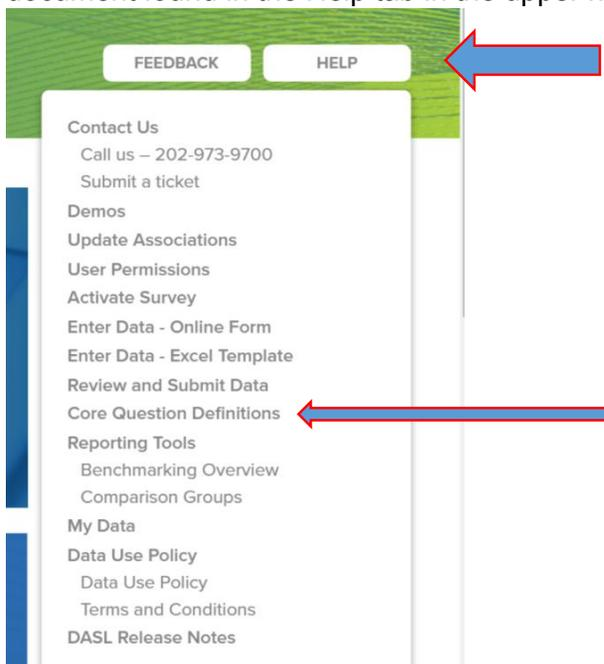 FEEDBACK HELP
Contact Us
Call us – 202-973-9700
Submit a ticket
Demos
Update Associations
User Permissions
Activate Survey
Enter Data - Online Form
Enter Data - Excel Template
Review and Submit Data
Core Question Definitions
Reporting Tools
Benchmarking Overview
Comparison Groups
My Data
Data Use Policy
Data Use Policy
Terms and Conditions
DASL Release Notes